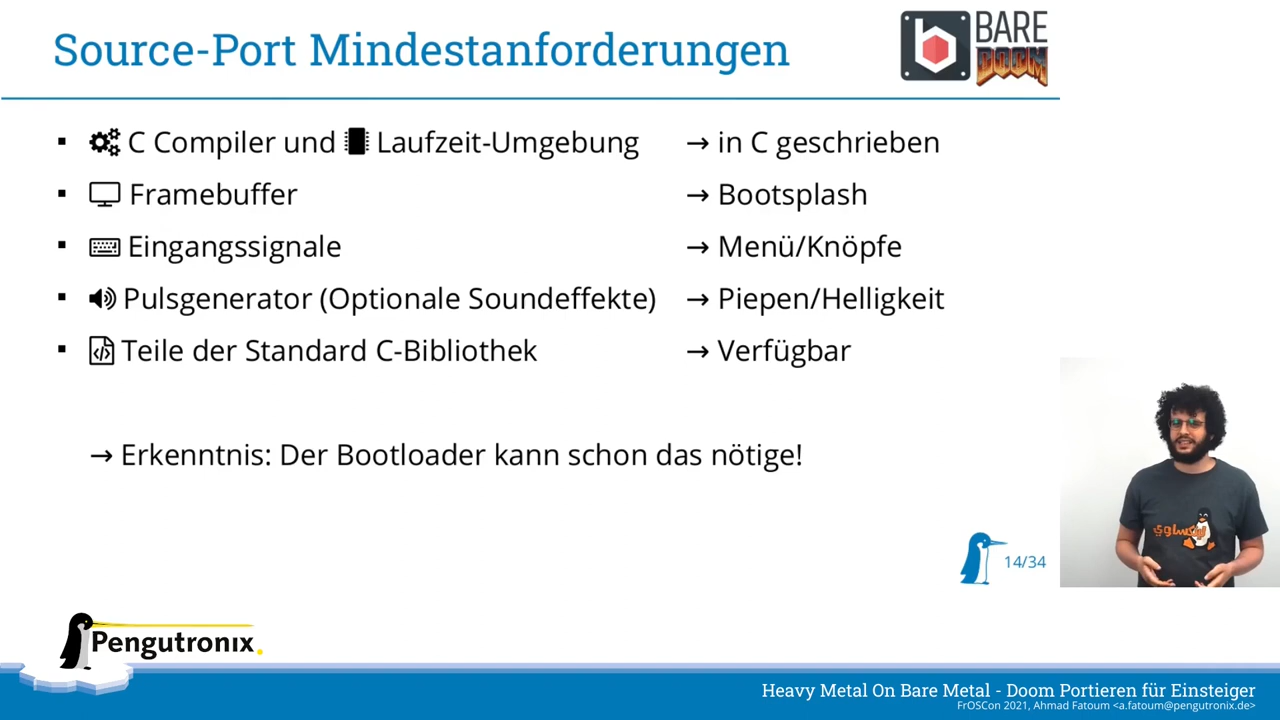 Source-Port Mindestanforderungen
BARE
DOOM
C Compiler und Laufzeit-Umgebung → in C geschrieben
Framebuffer → Bootsplash
Eingangssignale → Menü/Knöpfe
Pulsgenerator (Optionale Soundeffekte) → Piepen/Helligkeit
Teile der Standard C-Bibliothek → Verfügbar
→ Erkenntnis: Der Bootloader kann schon das nötige!
14/34
Pengutronix
Heavy Metal On Bare Metal - Doom Portieren für Einsteiger
FrOSCon 2021, Ahmad Fatoum <a.fatoum@pengutronix.de>